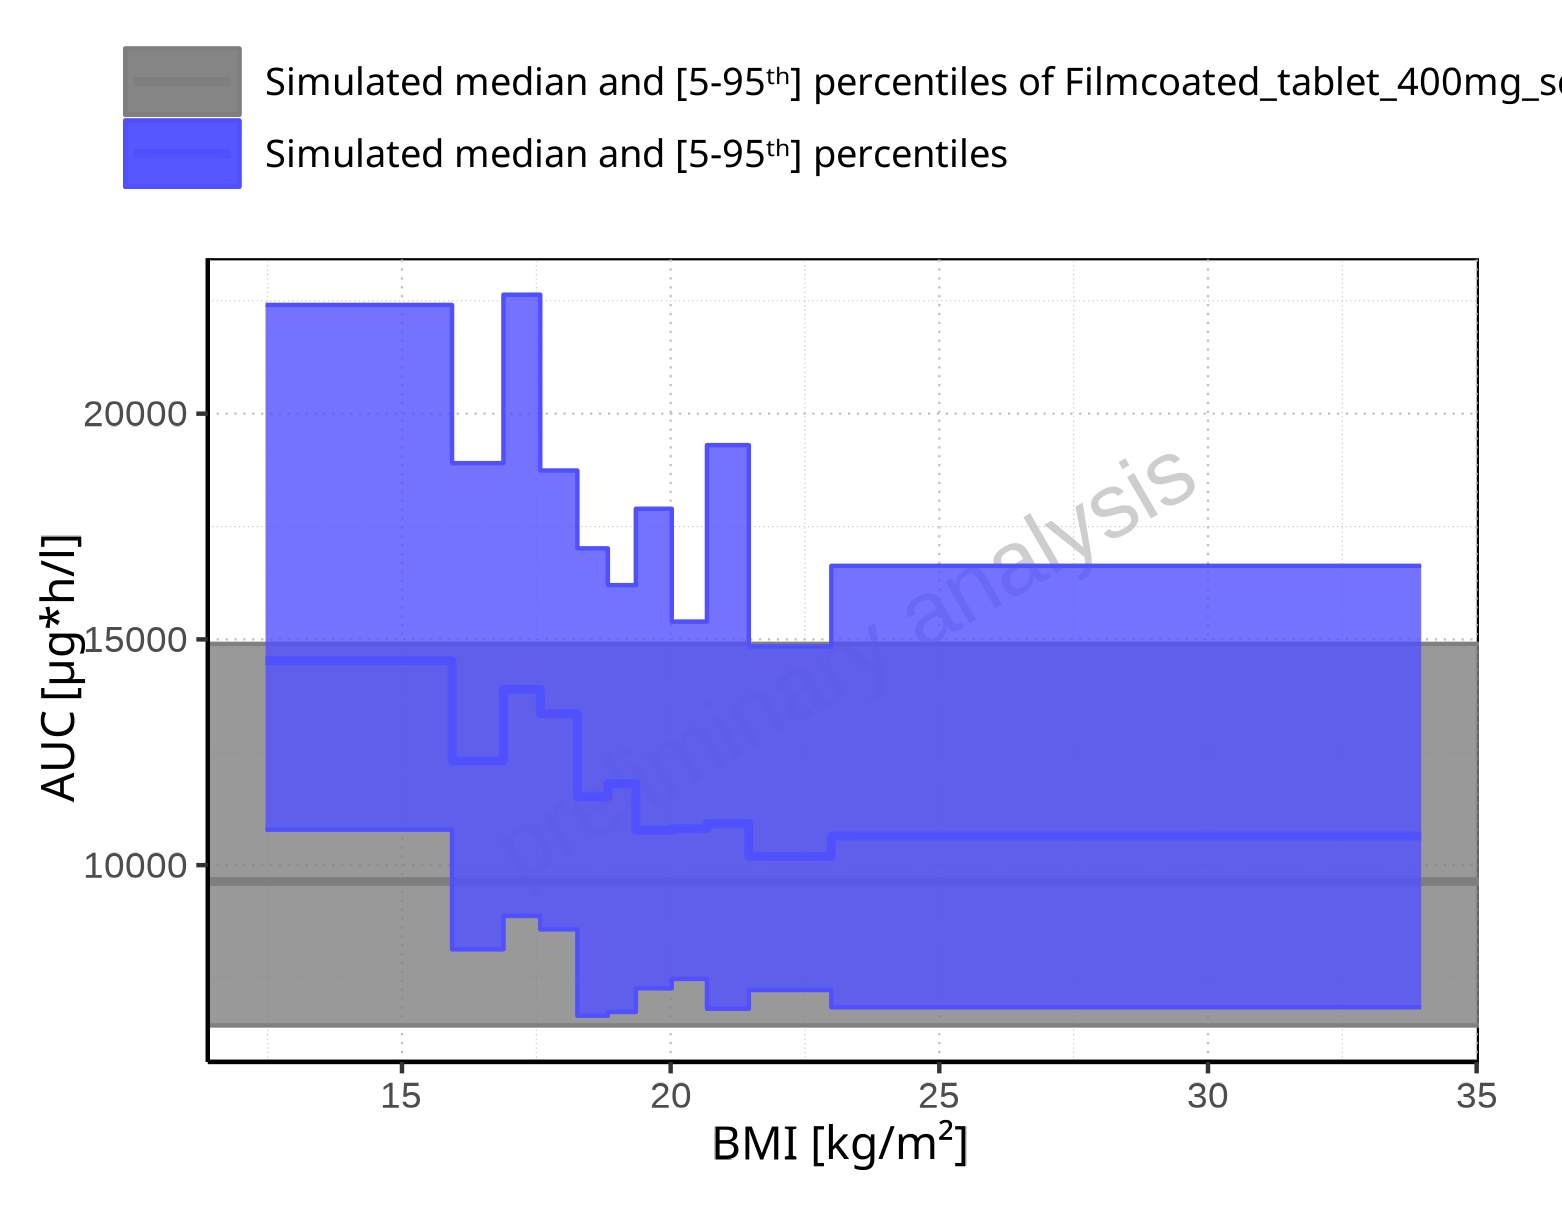 Simulated median and [5-95ᵗʰ] percentiles of Filmcoated_tablet_400mg_s
Simulated median and [5-95ᵗʰ] percentiles
AUC [µg*h/l]
20000
15000
10000
preliminary analysis
15 20 25 30 35
BMI [kg/m²]